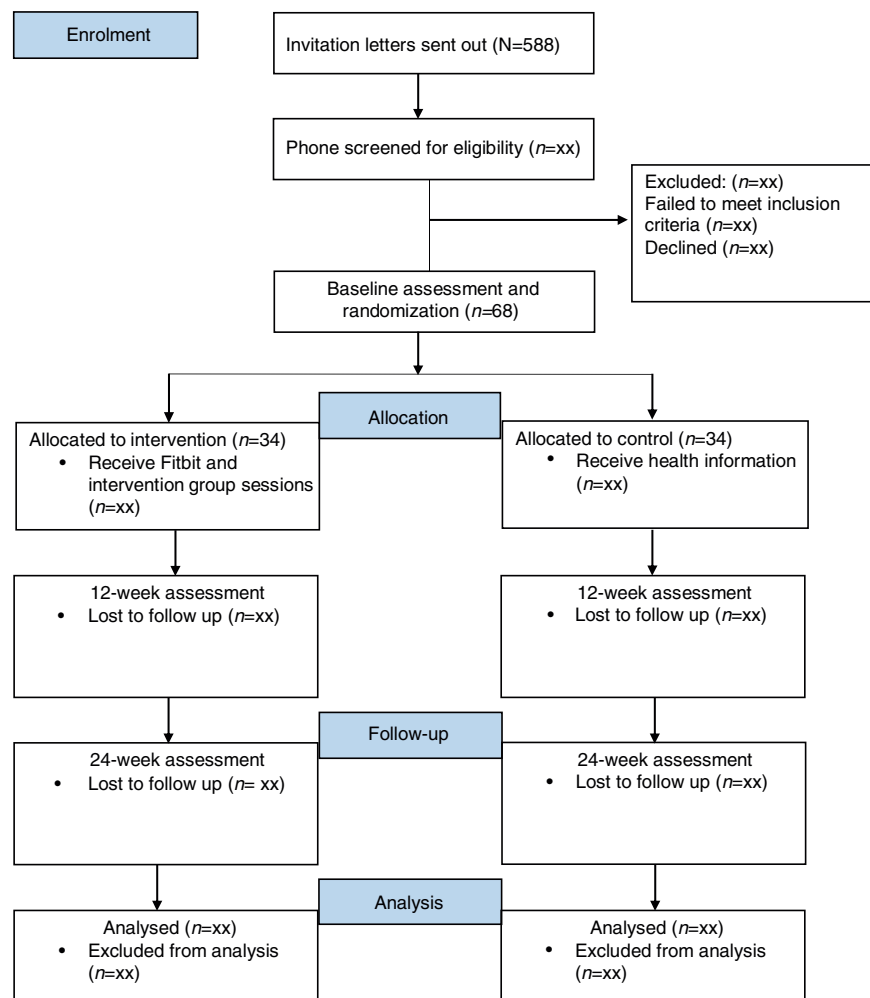 Enrolment
Invitation letters sent out (N=588)
Phone screened for eligibility (n=xx)
Excluded: (n=xx)
Failed to meet inclusion
criteria (n=xx)
Declined (n=xx)
Baseline assessment and
randomization (n=68)
Allocation
Allocated to intervention (n=34)
• Receive Fitbit and
intervention group sessions
(n=xx)
Allocated to control (n=34)
• Receive health information
(n=xx)
12-week assessment
• Lost to follow up (n=xx)
12-week assessment
• Lost to follow up (n=xx)
Follow-up
24-week assessment
• Lost to follow up (n= xx)
24-week assessment
• Lost to follow up (n=xx)
Analysis
Analysed (n=xx)
• Excluded from analysis
(n=xx)
Analysed (n=xx)
• Excluded from analysis
(n=xx)